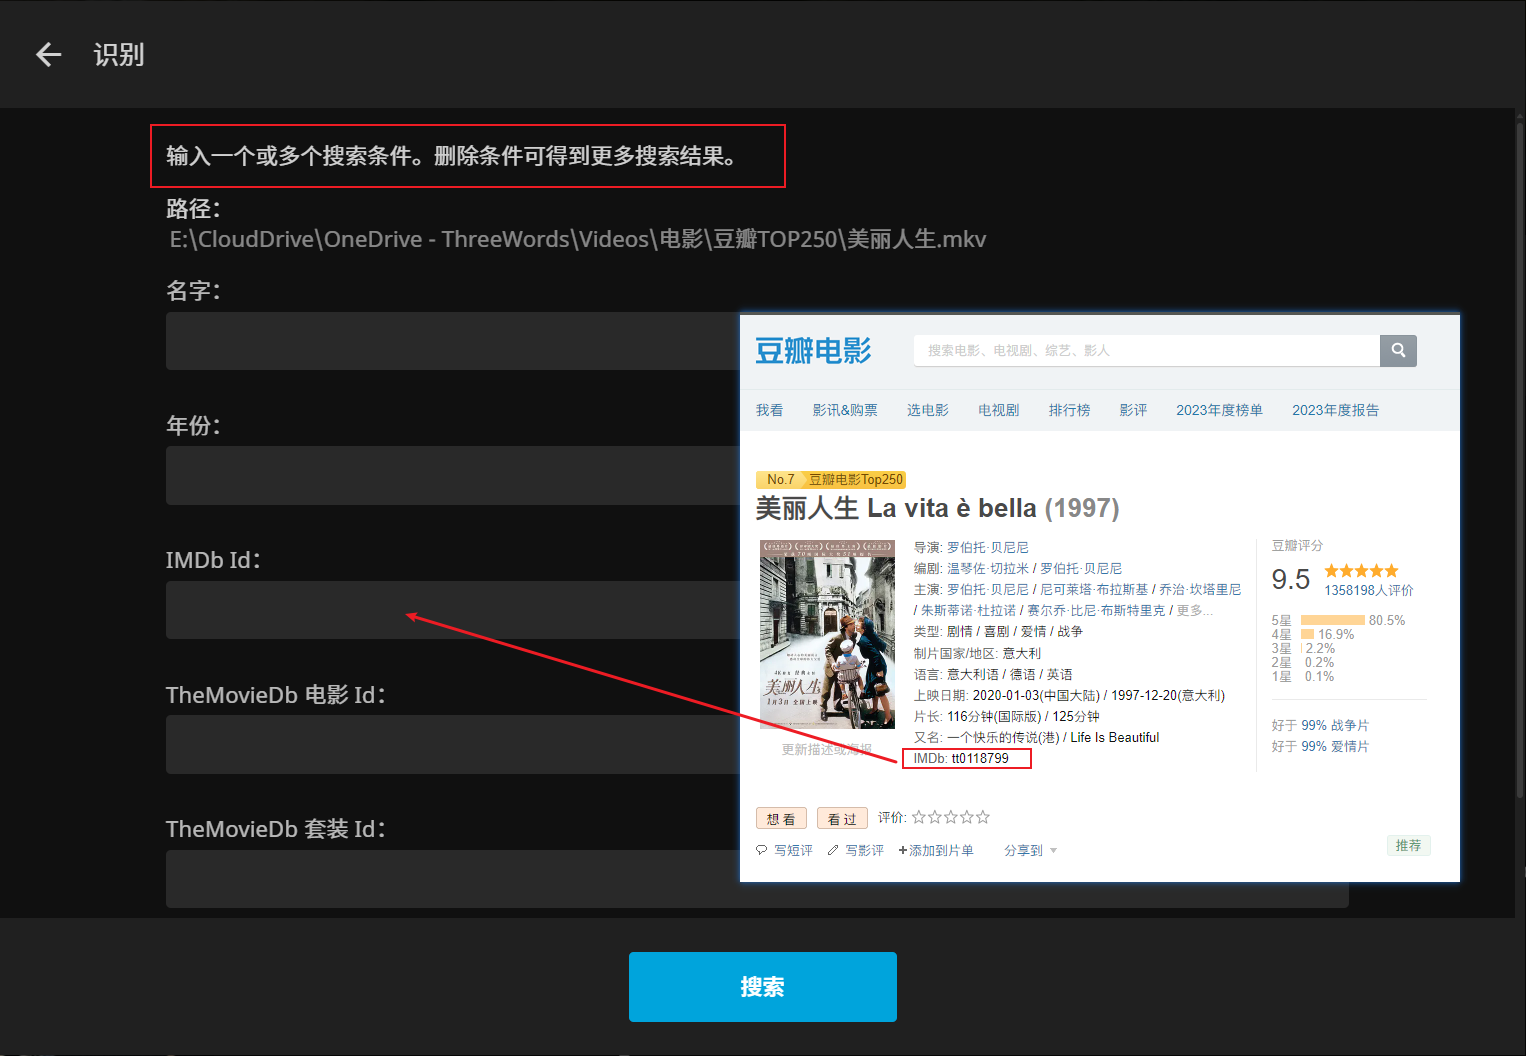 识别
输入一个或多个搜索条件。删除条件可得到更多搜索结果。
路径：
E:\CloudDrive\OneDrive - ThreeWords\Videos\电影\豆瓣TOP250\美丽人生.mkv
名字：
年份：
IMDb Id：
TheMovieDb 电影 Id：
TheMovieDb 套装 Id：
搜索
豆瓣电影
搜索电影、电视剧、综艺、影人
我看 影讯&购票 选电影 电视剧 排行榜 影评 2023年度榜单 2023年度报告
No.7 豆瓣电影Top250
美丽人生 La vita è bella (1997)
美丽人生
1月3日 全国上映
更新描述或海报
导演: 罗伯托·贝尼尼
编剧: 温琴佐·切拉米 / 罗伯托·贝尼尼
主演: 罗伯托·贝尼尼 / 尼可莱塔·布拉斯基 / 乔治·坎塔里尼
/ 朱斯蒂诺·杜拉诺 / 赛尔乔·比尼·布斯特里克 / 更多...
类型: 剧情 / 喜剧 / 爱情 / 战争
制片国家/地区: 意大利
语言: 意大利语 / 德语 / 英语
上映日期: 2020-01-03(中国大陆) / 1997-12-20(意大利)
片长: 116分钟(国际版) / 125分钟
又名: 一个快乐的传说(港) / Life Is Beautiful
IMDb: tt0118799
豆瓣评分
9.5
1358198人评价
5星 80.5%
4星 16.9%
3星 2.2%
2星 0.2%
1星 0.1%
好于 99% 战争片
好于 99% 爱情片
想看 看过 评价:
写短评 写影评 +添加到片单 分享到
推荐